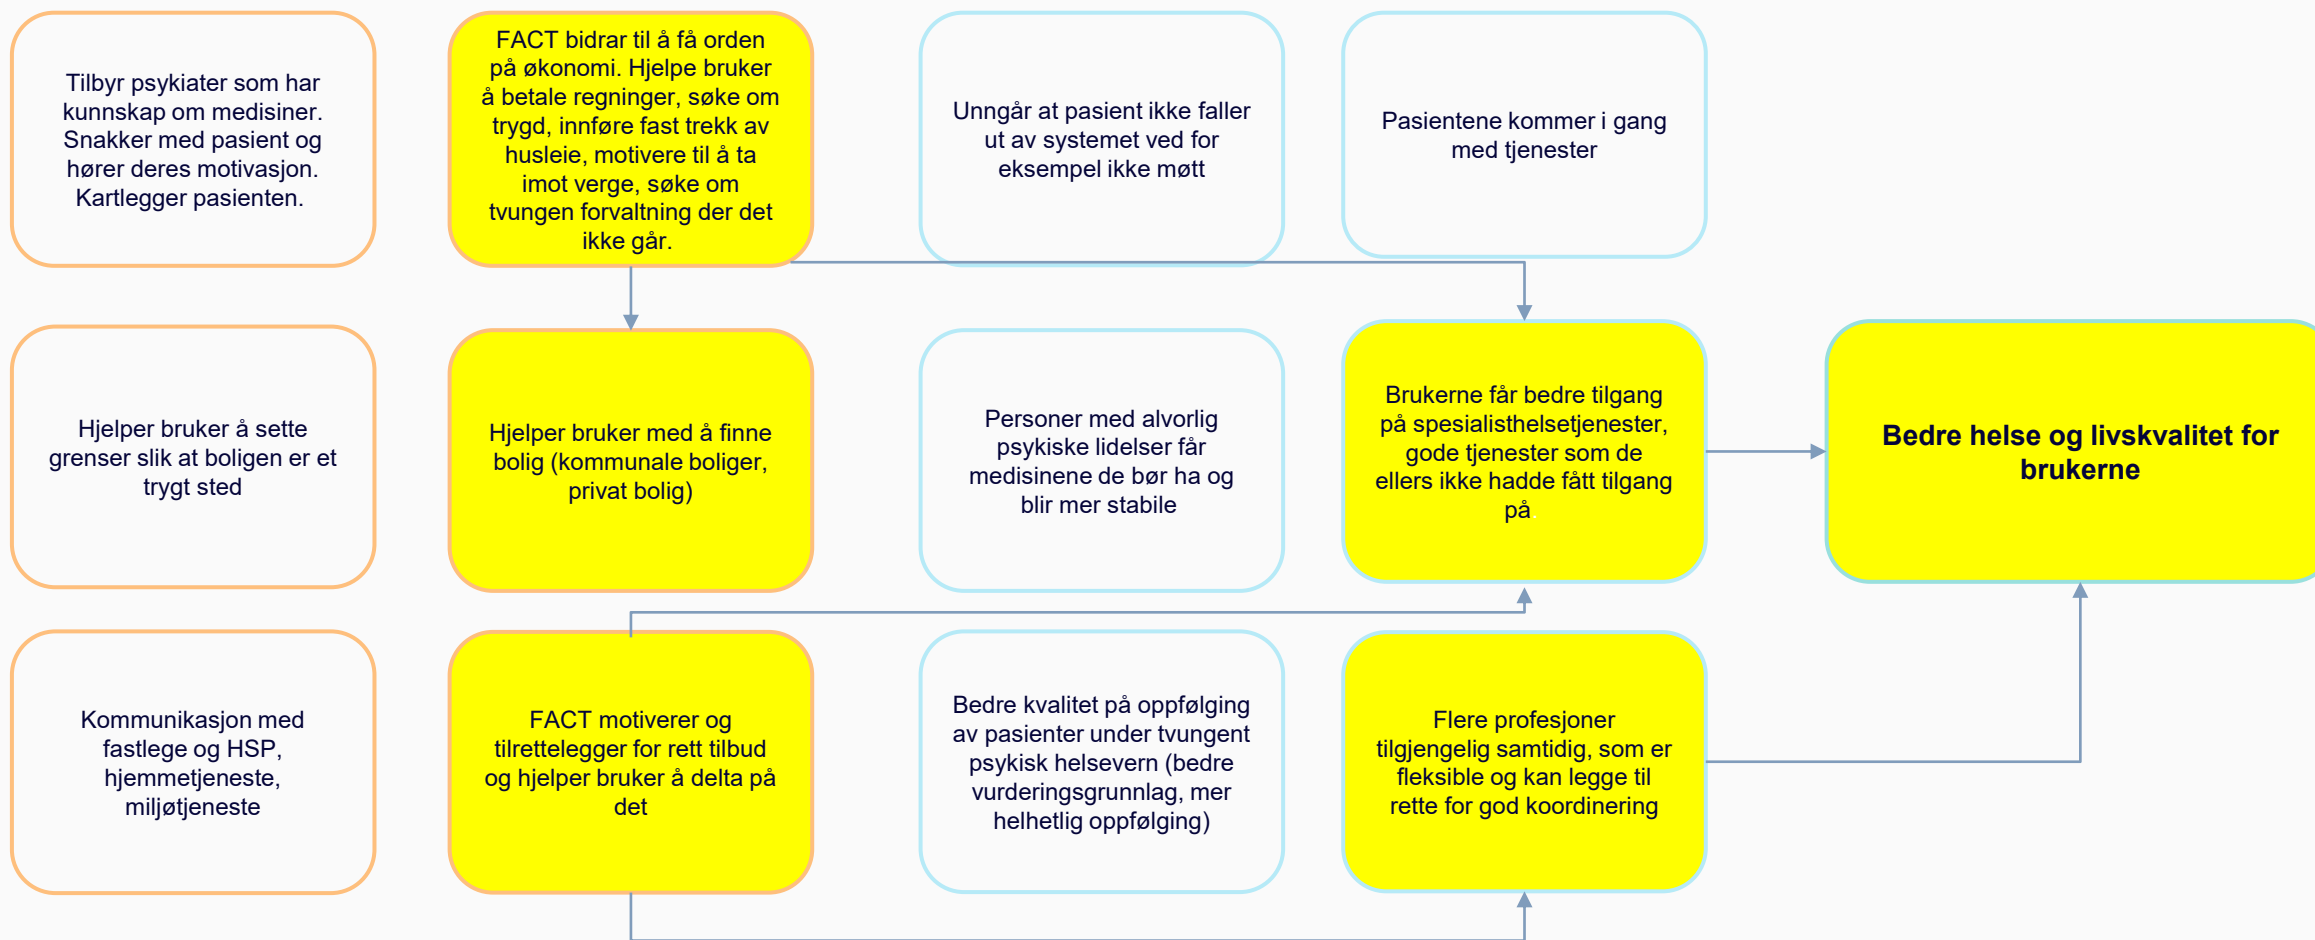 Tilbyr psykiater som har
kunnskap om medisiner.
Snakker med pasient og
hører deres motivasjon.
Kartlegger pasienten.
FACT bidrar til å få orden
på økonomi. Hjelpe bruker
å betale regninger, søke om
trygd, innføre fast trekk av
husleie, motivere til å ta
imot verge, søke om
tvungen forvaltning der det
ikke går.
Unngår at pasient ikke faller
ut av systemet ved for
eksempel ikke møtt
Pasientene kommer i gang
med tjenester
Hjelper bruker å sette
grenser slik at boligen er et
trygt sted
Hjelper bruker med å finne
bolig (kommunale boliger,
privat bolig)
Personer med alvorlig
psykiske lidelser får
medisinene de bør ha og
blir mer stabile
Brukerne får bedre tilgang
på spesialisthelsetjenester,
gode tjenester som de
ellers ikke hadde fått tilgang
på
Bedre helse og livskvalitet for
brukerne
Kommunikasjon med
fastlege og HSP,
hjemmetjeneste,
miljøtjeneste
FACT motiverer og
tilrettelegger for rett tilbud
og hjelper bruker å delta på
det
Bedre kvalitet på oppfølging
av pasienter under tvungent
psykisk helsevern (bedre
vurderingsgrunnlag, mer
helhetlig oppfølging)
Flere profesjoner
tilgjengelig samtidig, som er
fleksible og kan legge til
rette for god koordinering